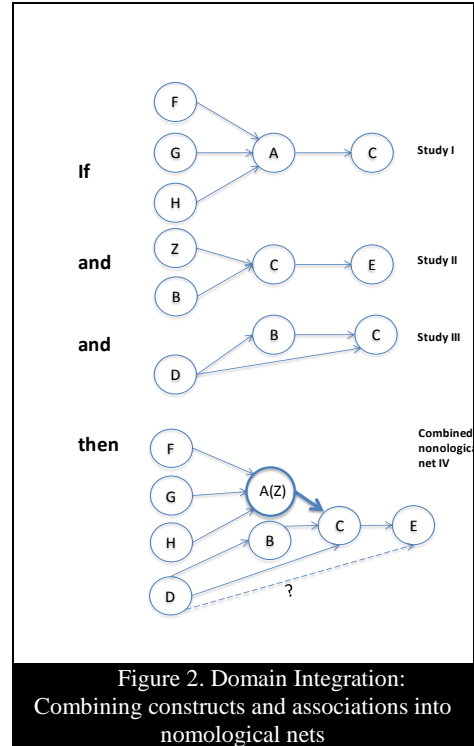 F
G
A
C
Study I
If
H
Z
and
C
E
Study II
B
B
C
and
Study III
D
then
F
Combined
nonological
net IV
G
A(Z)
H
B
C
E
D
?
Figure 2. Domain Integration:
Combining constructs and associations into
nomological nets